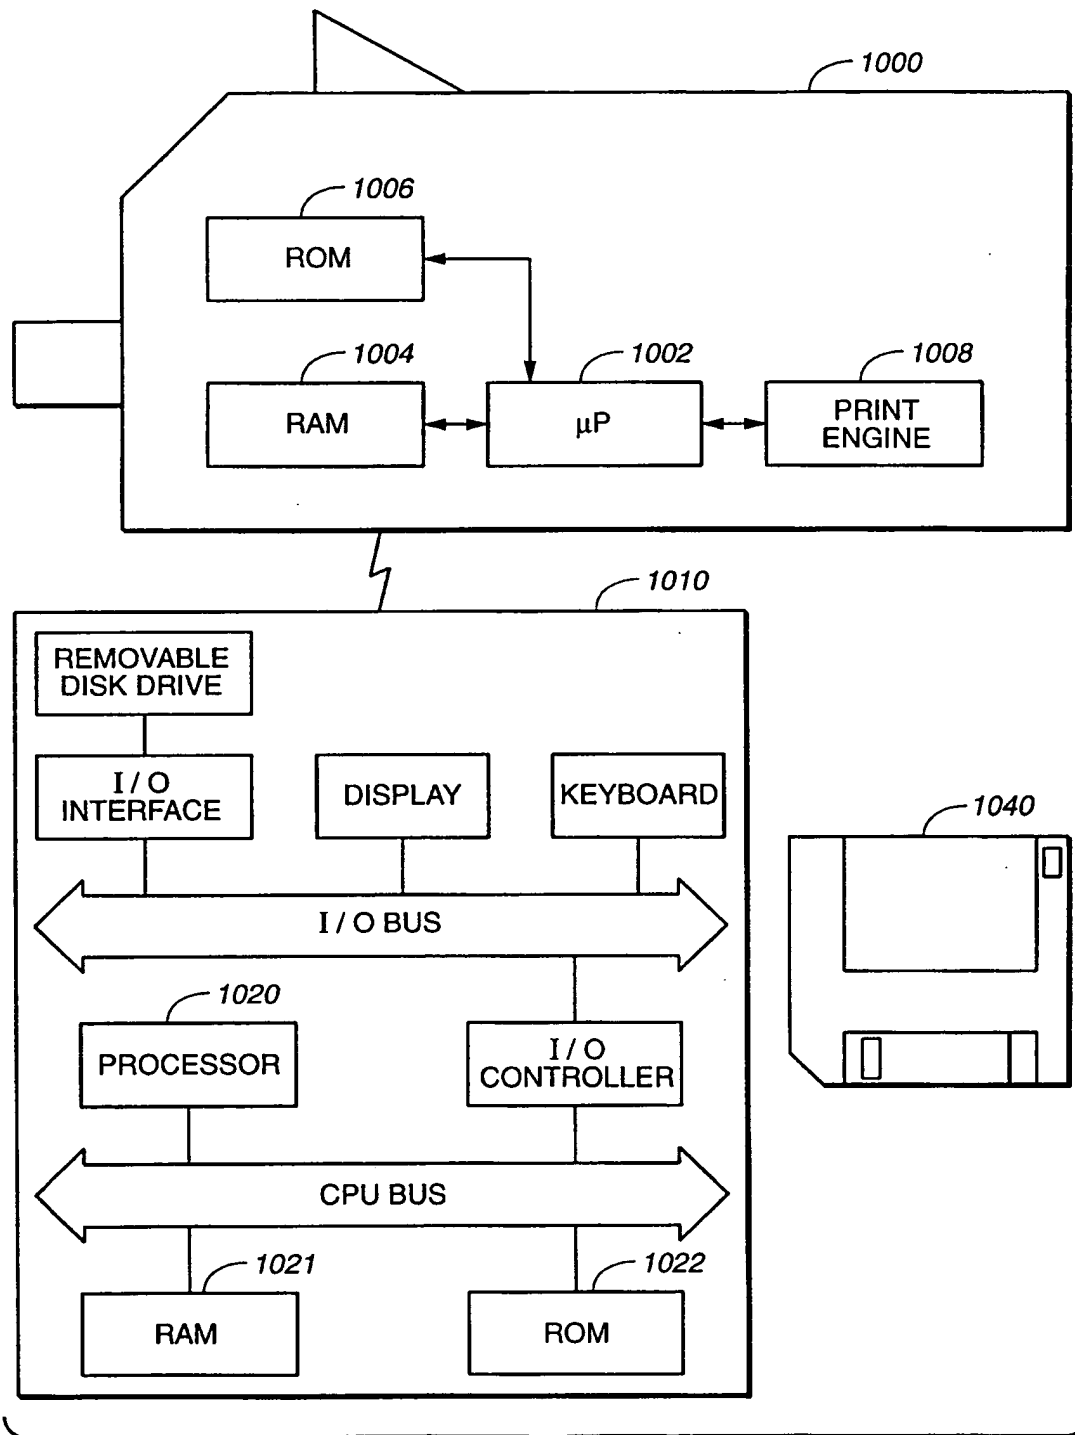 1000
1006
ROM
1004
RAM
1002
µP
1008
PRINT
ENGINE
1010
REMOVABLE
DISK DRIVE
I / O
INTERFACE
DISPLAY
KEYBOARD
1040
I / O BUS
1020
PROCESSOR
I / O
CONTROLLER
CPU BUS
1021
RAM
1022
ROM